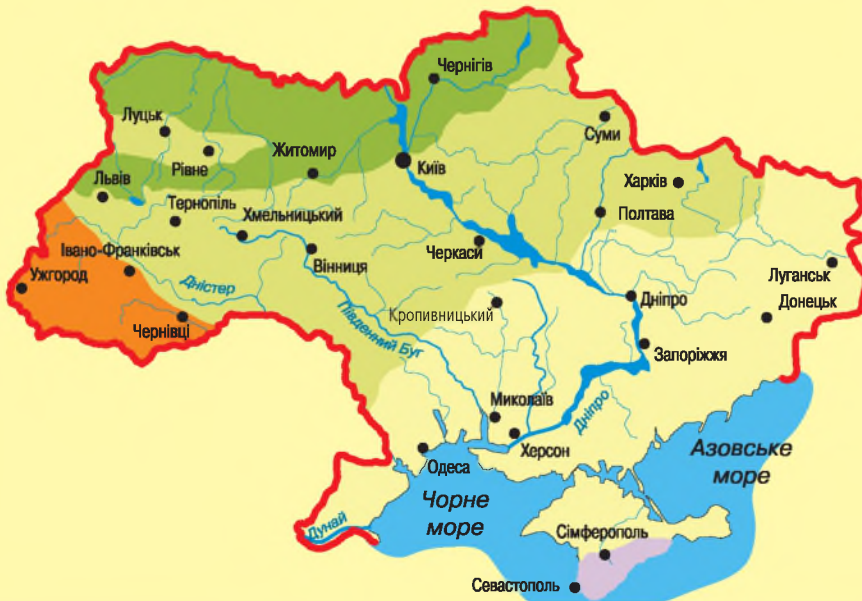 Чернігів
Луцьк
Суми
Рівне
Житомир
Київ
Львів
Харків
Тернопіль
Хмельницький
Полтава
Івано-Франківськ
Черкаси
Вінниця
Ужгород
Луганськ
Дністер
Дніпро
Донецьк
Кропивницький
Чернівці
Південний Буг
Запоріжжя
Миколаїв
Дніпро
Херсон
Одеса
Азовське
море
Чорне
море
Дунай
Сімферополь
Севастополь